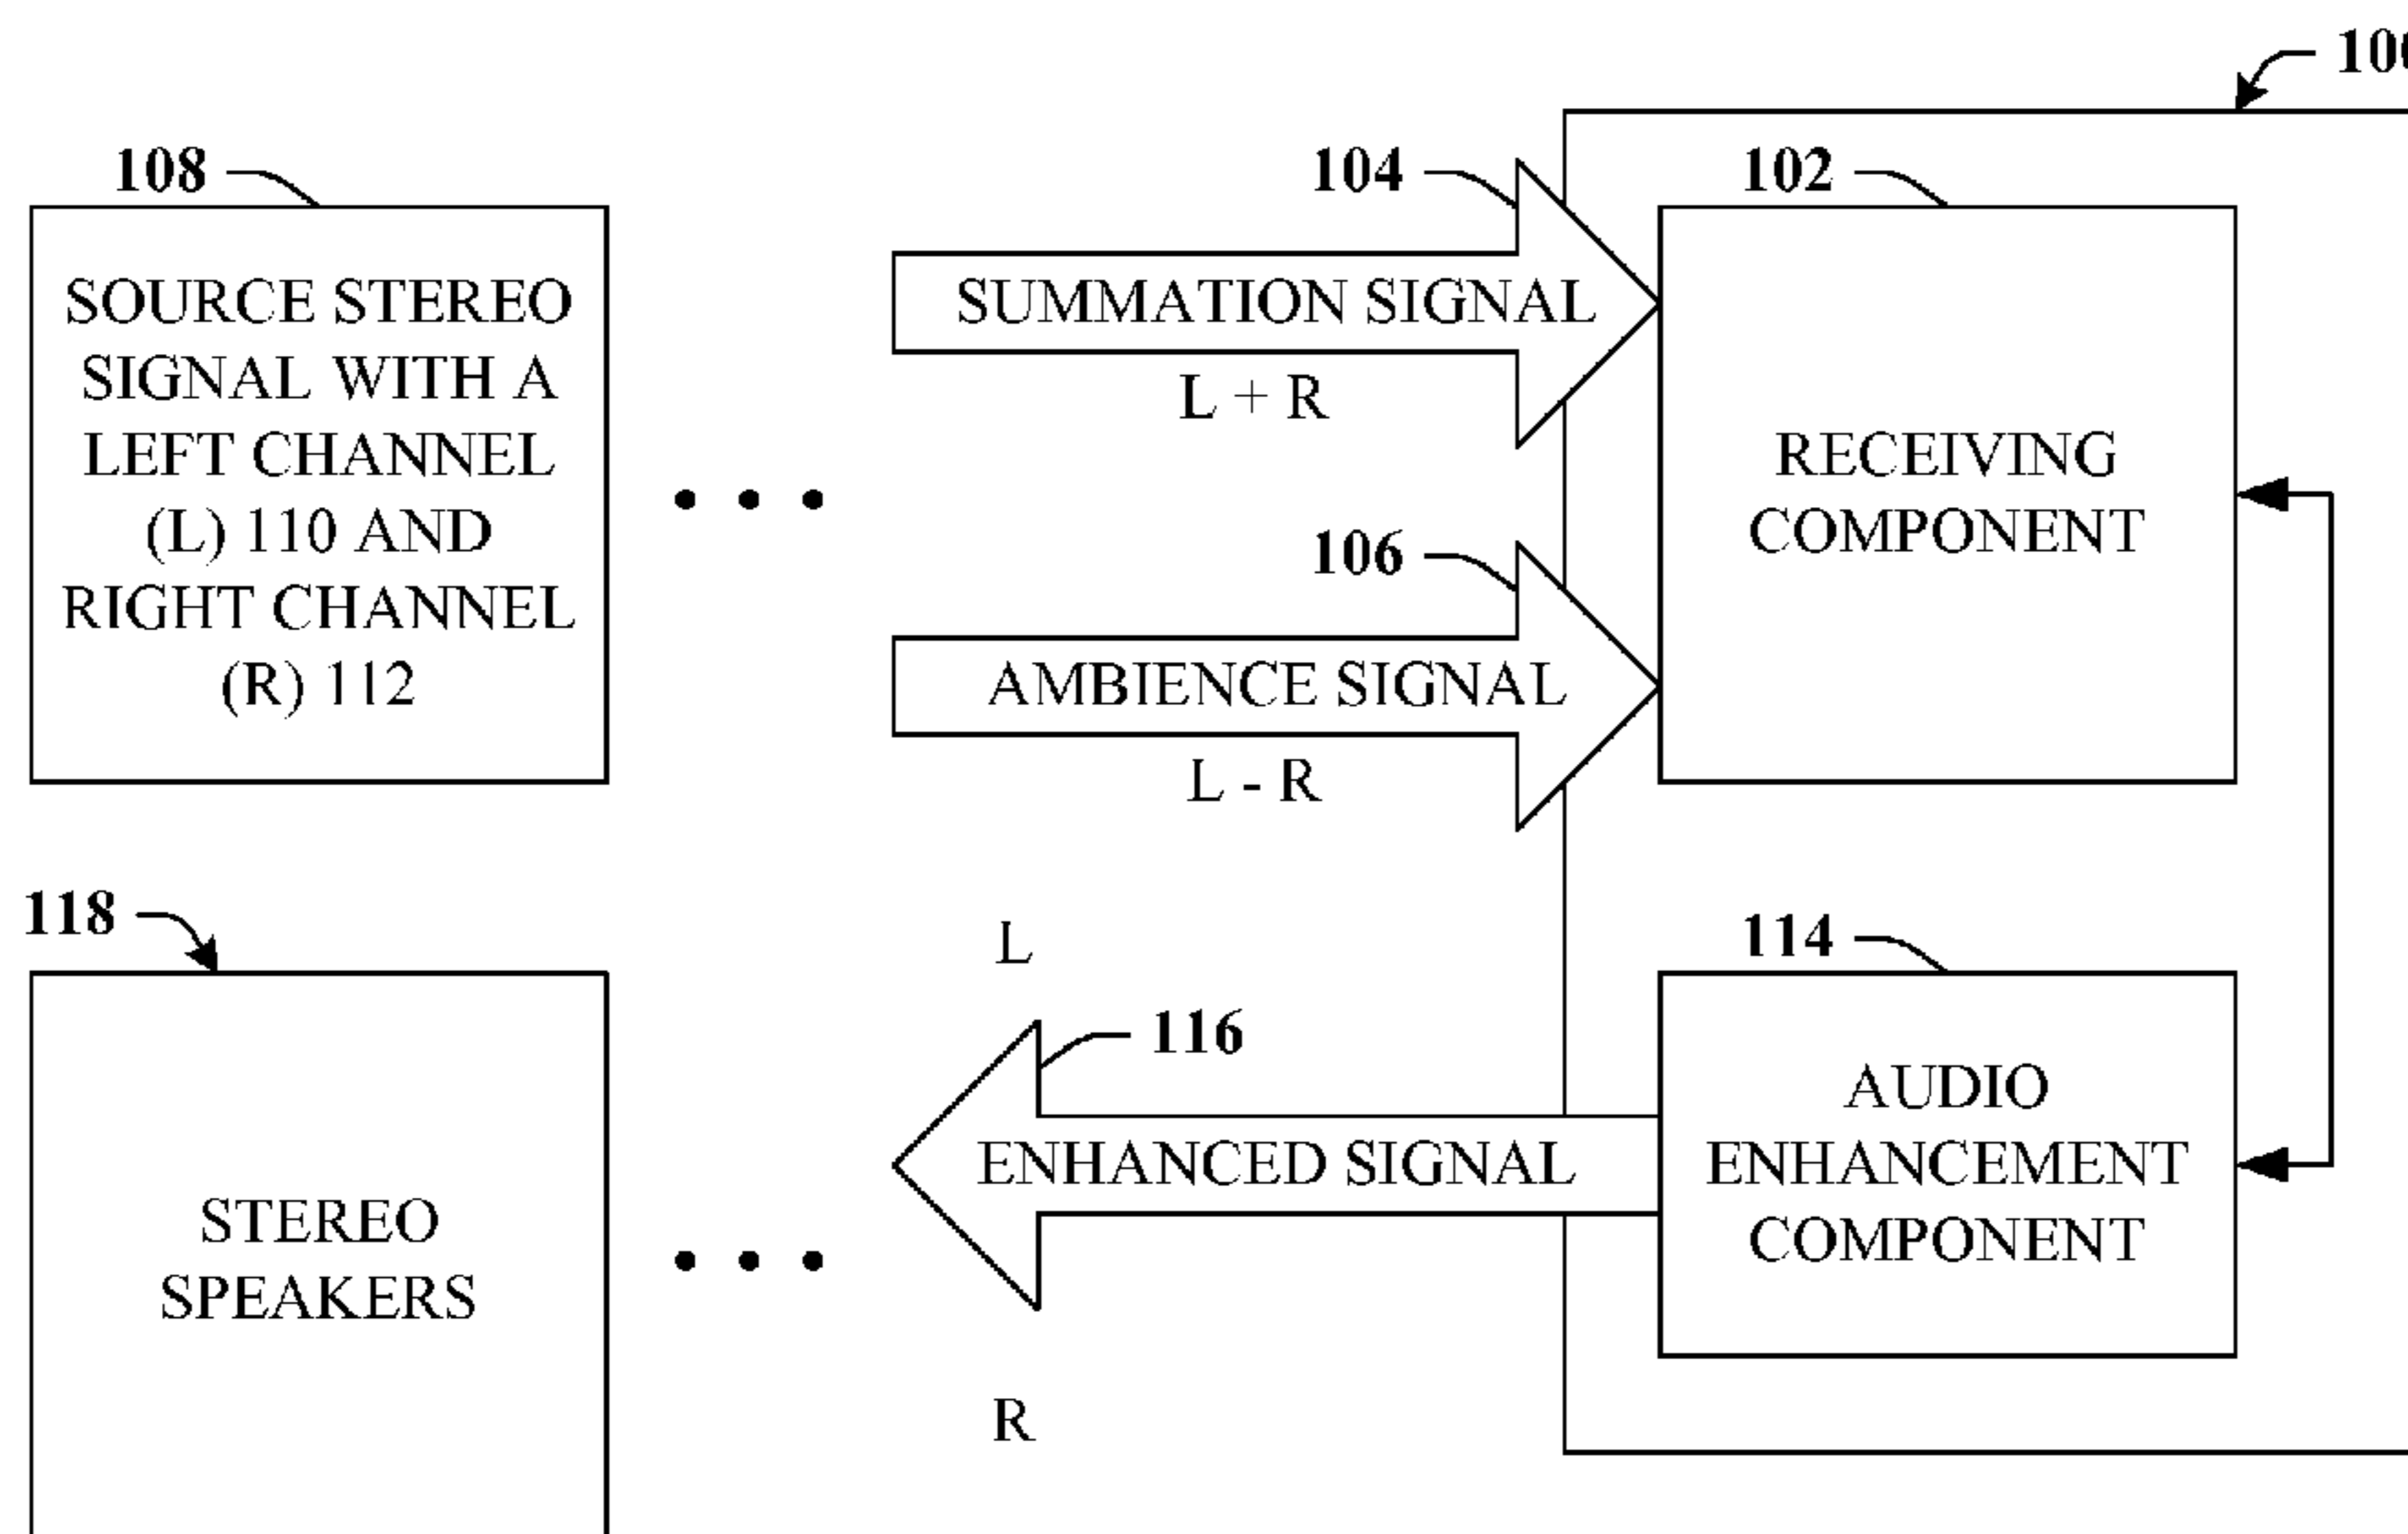 108
SOURCE STEREO
SIGNAL WITH A
LEFT CHANNEL
(L) 110 AND
RIGHT CHANNEL
(R) 112
104
SUMMATION SIGNAL
L + R
106
AMBIENCE SIGNAL
L - R
102
RECEIVING
COMPONENT
118
STEREO
SPEAKERS
L
116
ENHANCED SIGNAL
R
114
AUDIO
ENHANCEMENT
COMPONENT